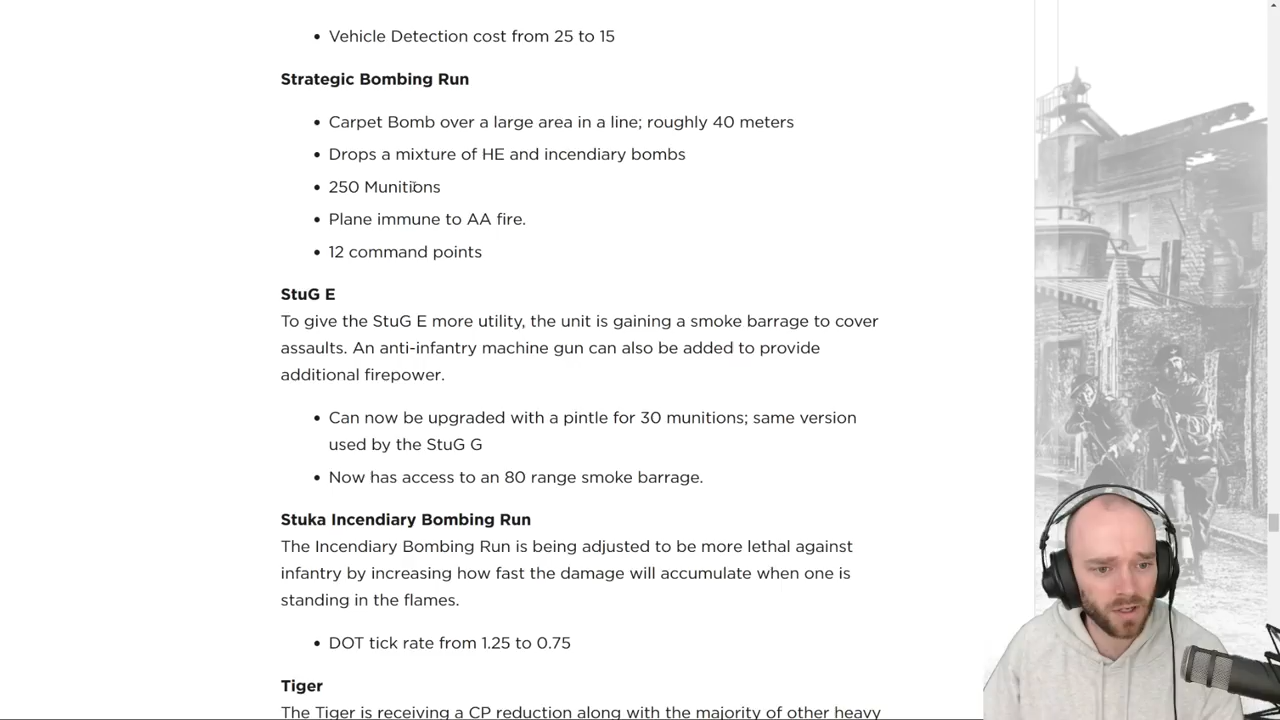 • Vehicle Detection cost from 25 to 15
Strategic Bombing Run
• Carpet Bomb over a large area in a line; roughly 40 meters
• Drops a mixture of HE and incendiary bombs
• 250 Munitions
• Plane immune to AA fire.
• 12 command points
StuG E
To give the StuG E more utility, the unit is gaining a smoke barrage to cover
assaults. An anti-infantry machine gun can also be added to provide
additional firepower.
• Can now be upgraded with a pintle for 30 munitions; same version
used by the StuG G
• Now has access to an 80 range smoke barrage.
Stuka Incendiary Bombing Run
The Incendiary Bombing Run is being adjusted to be more lethal against
infantry by increasing how fast the damage will accumulate when one is
standing in the flames.
• DOT tick rate from 1.25 to 0.75
Tiger
The Tiger is receiving a CP reduction along with the majority of other heavy